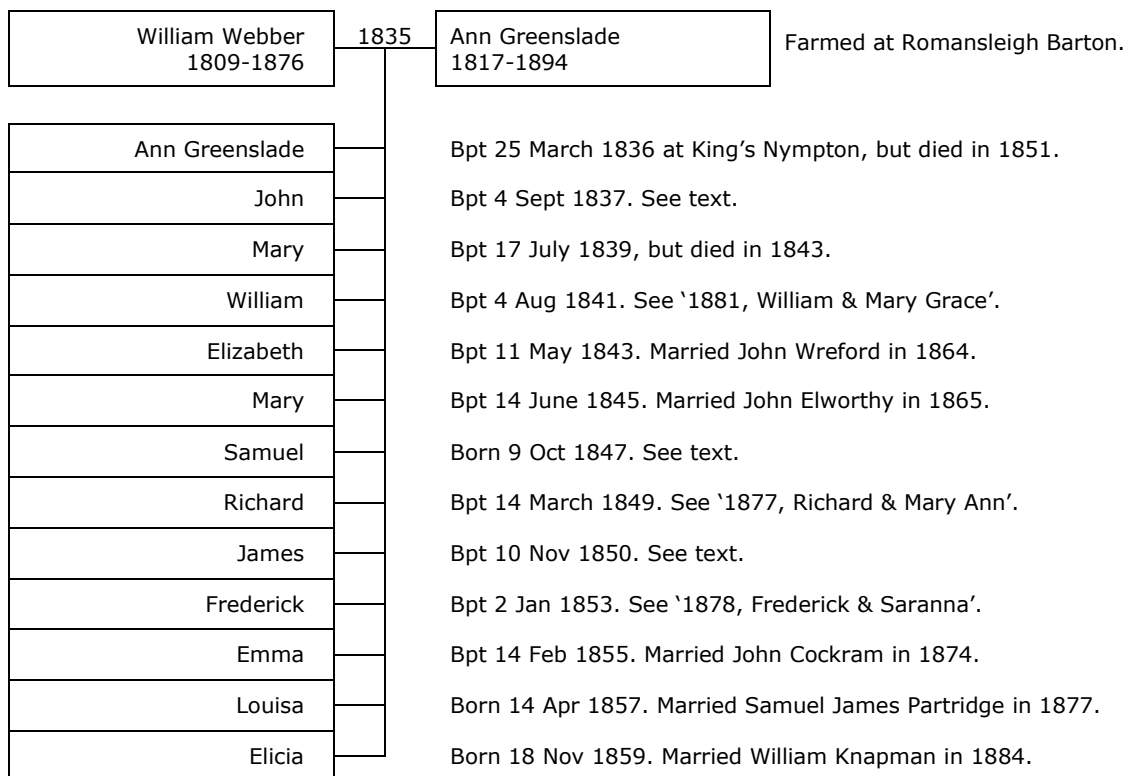 William Webber 1835 Ann Greenslade Farmed at Romansleigh Barton.
1809-1876 1817-1894
Ann Greenslade Bpt 25 March 1836 at King’s Nympton, but died in 1851.
John Bpt 4 Sept 1837. See text.
Mary Bpt 17 July 1839, but died in 1843.
William Bpt 4 Aug 1841. See ‘1881, William & Mary Grace’.
Elizabeth Bpt 11 May 1843. Married John Wreford in 1864.
Mary Bpt 14 June 1845. Married John Elworthy in 1865.
Samuel Born 9 Oct 1847. See text.
Richard Bpt 14 March 1849. See ‘1877, Richard & Mary Ann’.
James Bpt 10 Nov 1850. See text.
Frederick Bpt 2 Jan 1853. See ‘1878, Frederick & Saranna’.
Emma Bpt 14 Feb 1855. Married John Cockram in 1874.
Louisa Born 14 Apr 1857. Married Samuel James Partridge in 1877.
Elicia Born 18 Nov 1859. Married William Knapman in 1884.